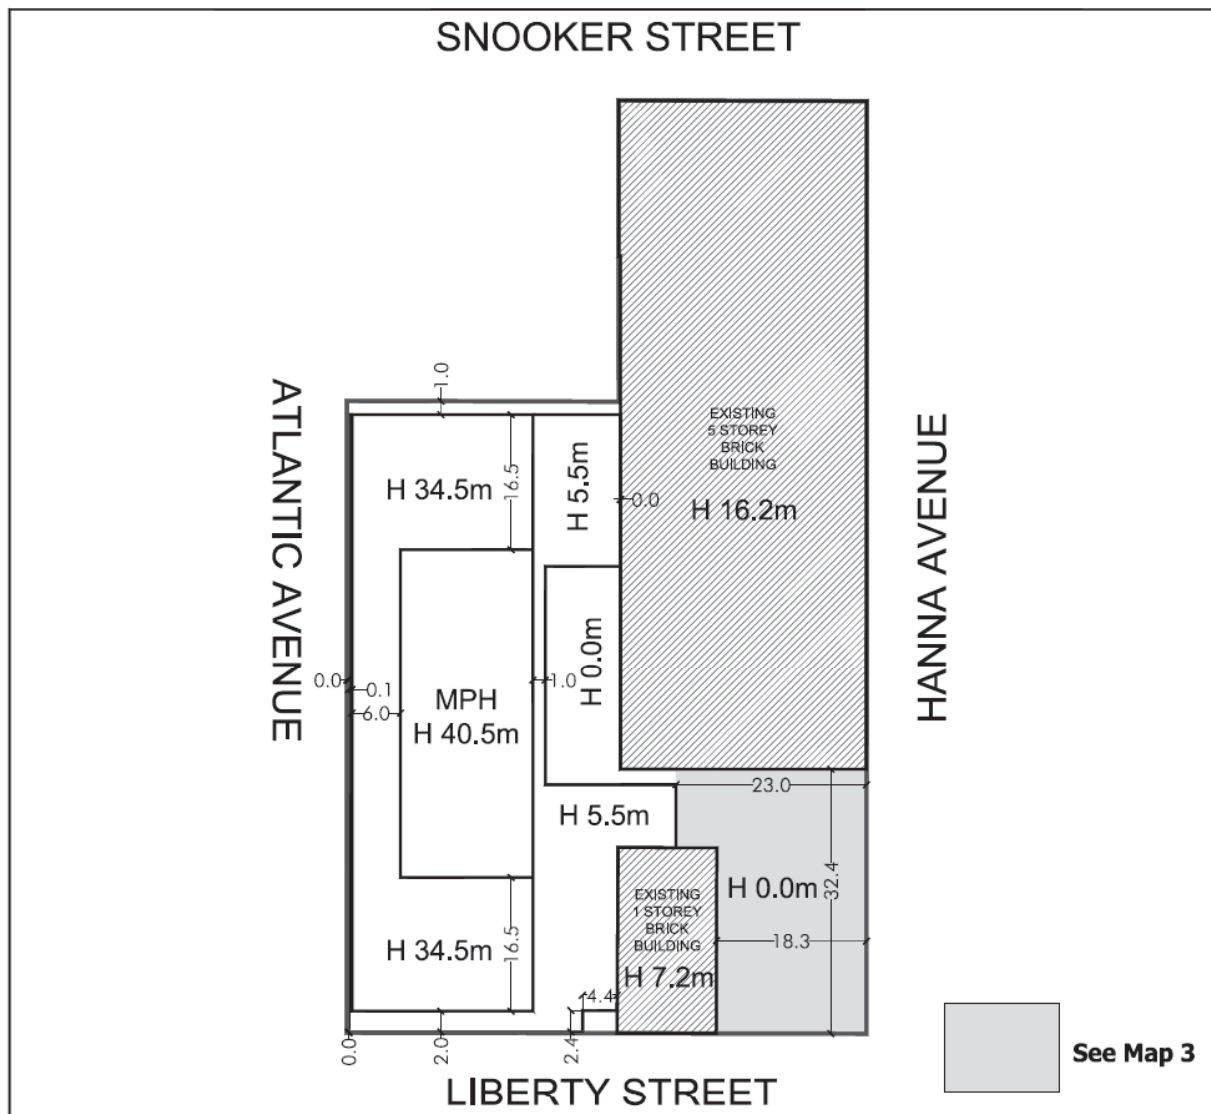 SNOOKER STREET
1.0
ATLANTIC AVENUE
HANNA AVENUE
H 34.5m
16.5
H 5.5m
EXISTING
5 STOREY
BRICK
BUILDING
H 16.2m
0.0
H 0.0m
0.0
0.1
6.0
1.0
MPH
H 40.5m
23.0
H 5.5m
32.4
H 0.0m
EXISTING
1 STOREY
BRICK
BUILDING
H 7.2m
18.3
H 34.5m
16.5
4.4
0.0
2.0
2.4
See Map 3
LIBERTY STREET